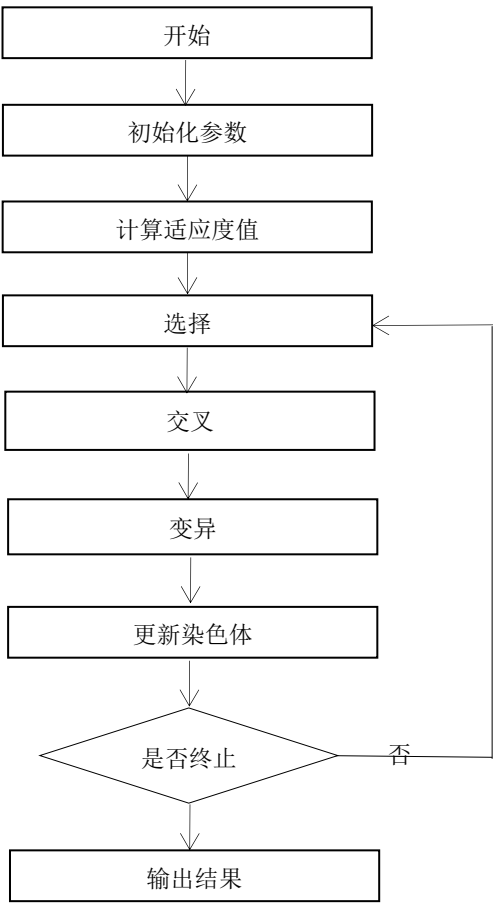 开始
初始化参数
计算适应度值
选择
交叉
变异
更新染色体
是否终止
否
输出结果